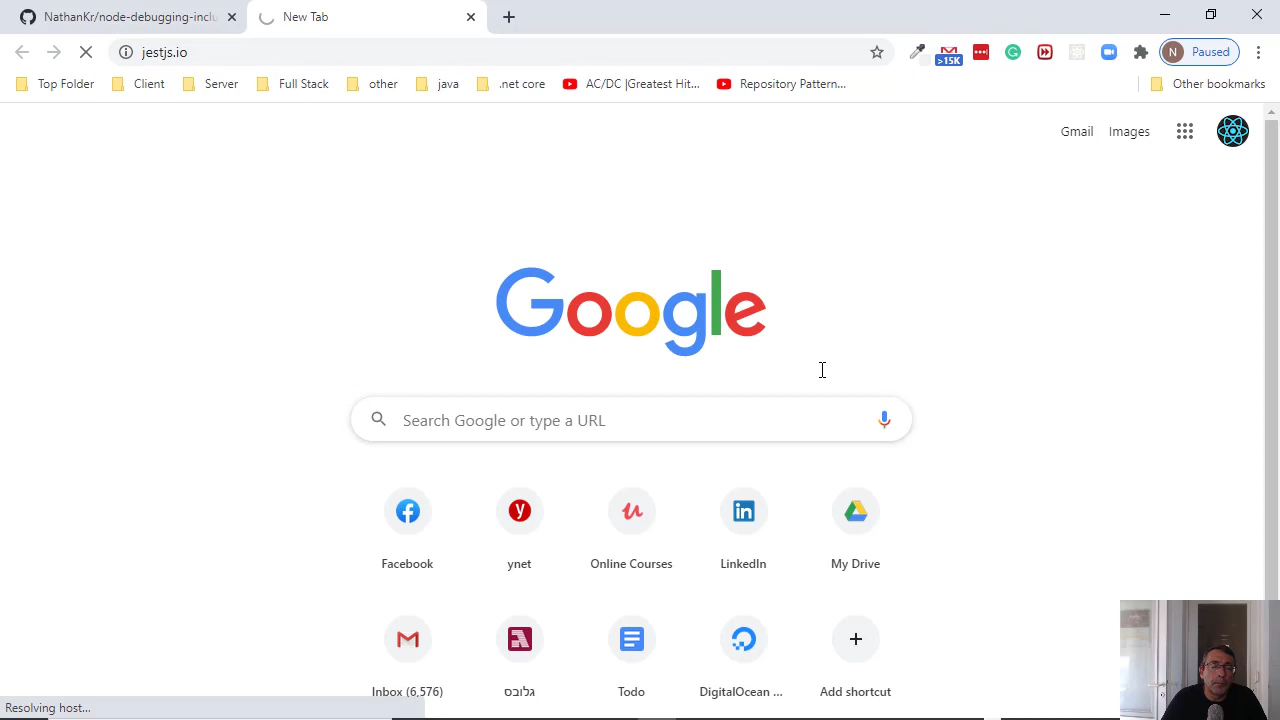 NathanKr/node-debugging-inclu
New Tab
jestjs.io
>15K
N Paused
Top Folder Client Server Full Stack other java .net core AC/DC |Greatest Hit... Repository Pattern... Other bookmarks
Gmail Images
Google
Search Google or type a URL
Facebook ynet Online Courses LinkedIn My Drive
Inbox (6,576) גלובס Todo DigitalOcean ... Add shortcut
Resolving host...